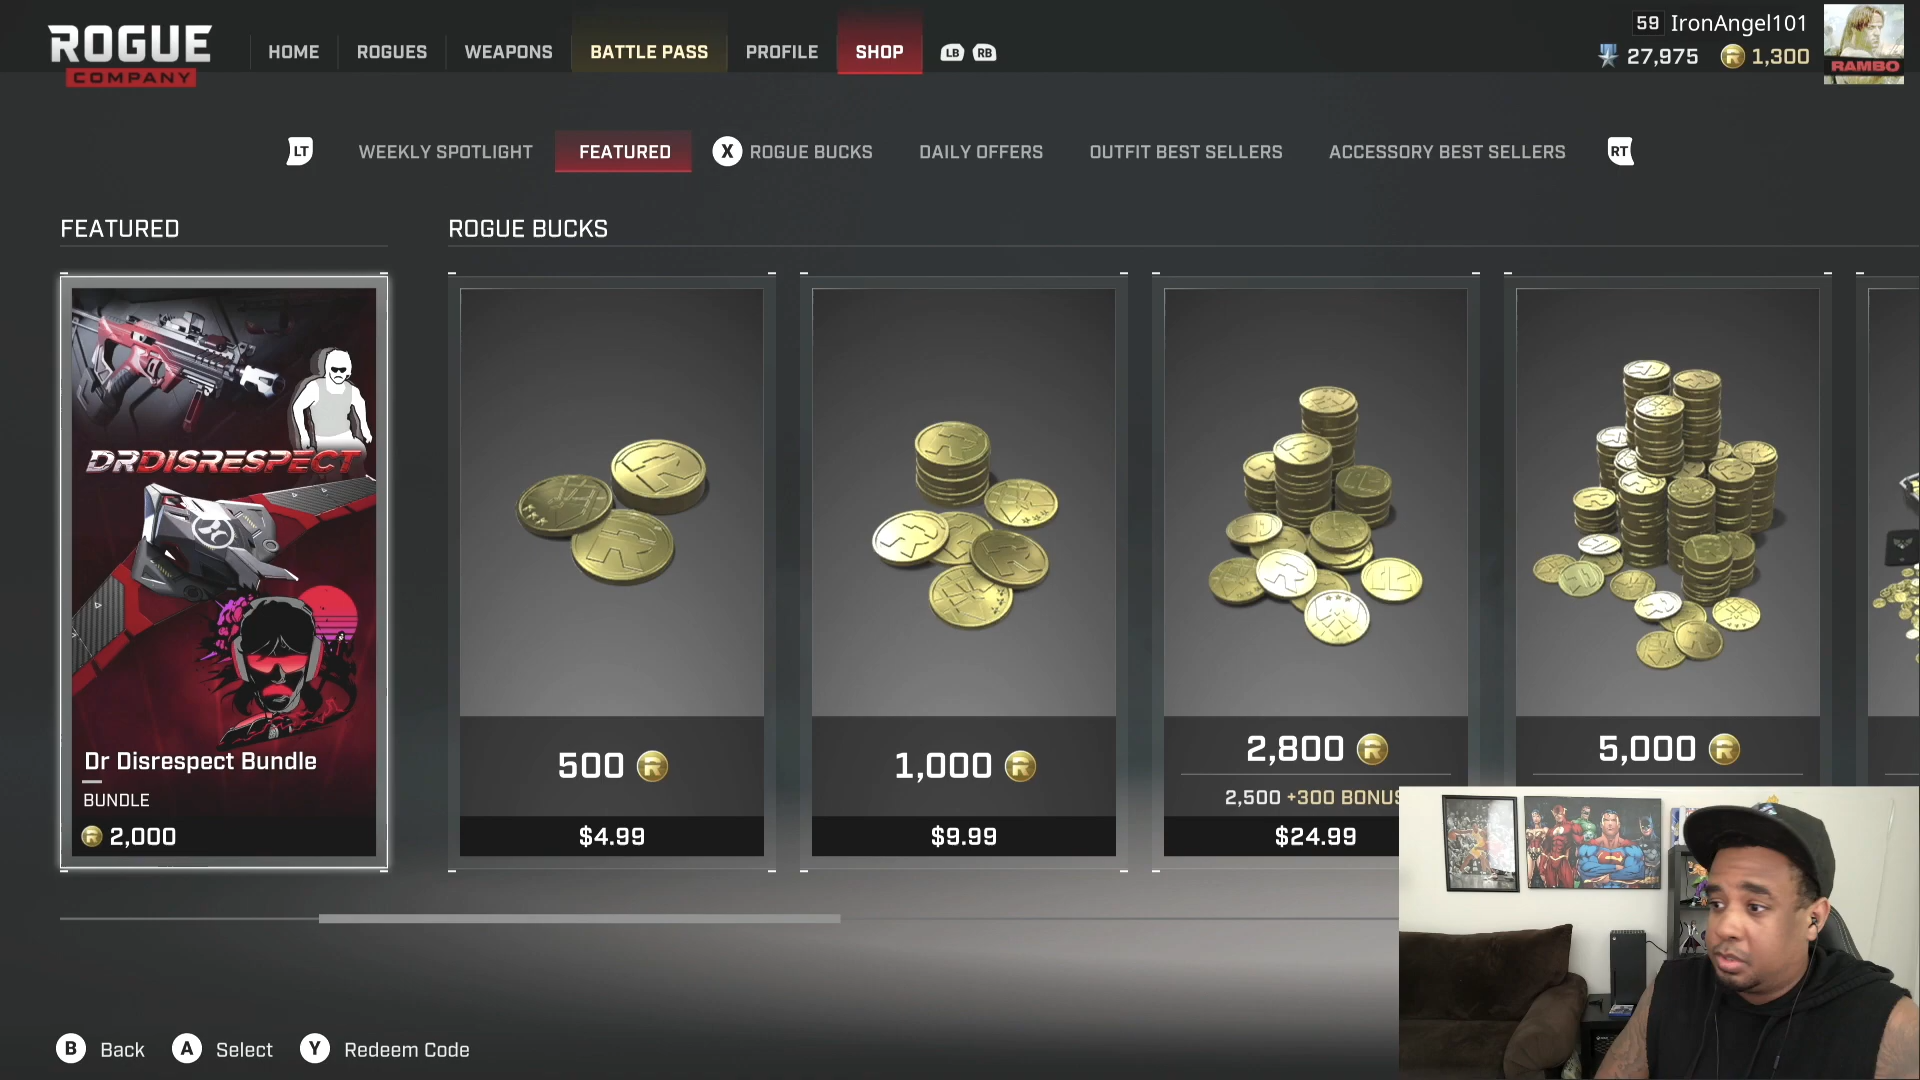 ROGUE
COMPANY
HOME
ROGUES
WEAPONS
BATTLE PASS
PROFILE
SHOP
LB
RB
59 IronAngel101
27,975
1,300
RAMBO
LT
WEEKLY SPOTLIGHT
FEATURED
X ROGUE BUCKS
DAILY OFFERS
OUTFIT BEST SELLERS
ACCESSORY BEST SELLERS
RT
FEATURED
DRDISRESPECT
Dr Disrespect Bundle
BUNDLE
2,000
ROGUE BUCKS
500
$4.99
1,000
$9.99
2,800
2,500 +300 BONUS
$24.99
5,000
B Back
A Select
Y Redeem Code